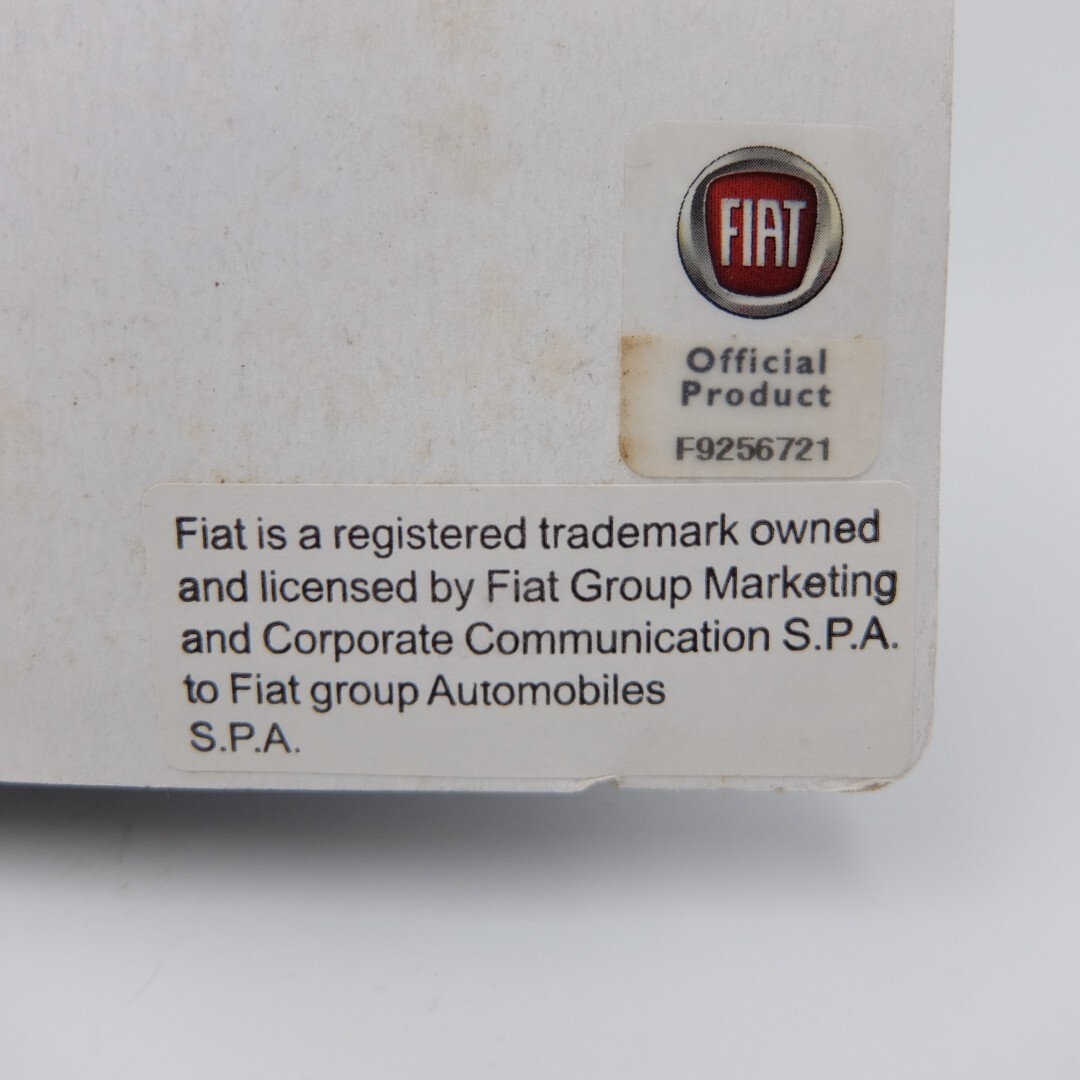 FIAT
Official
Product
F9256721
Fiat is a registered trademark owned
and licensed by Fiat Group Marketing
and Corporate Communication S.P.A.
to Fiat group Automobiles
S.P.A.